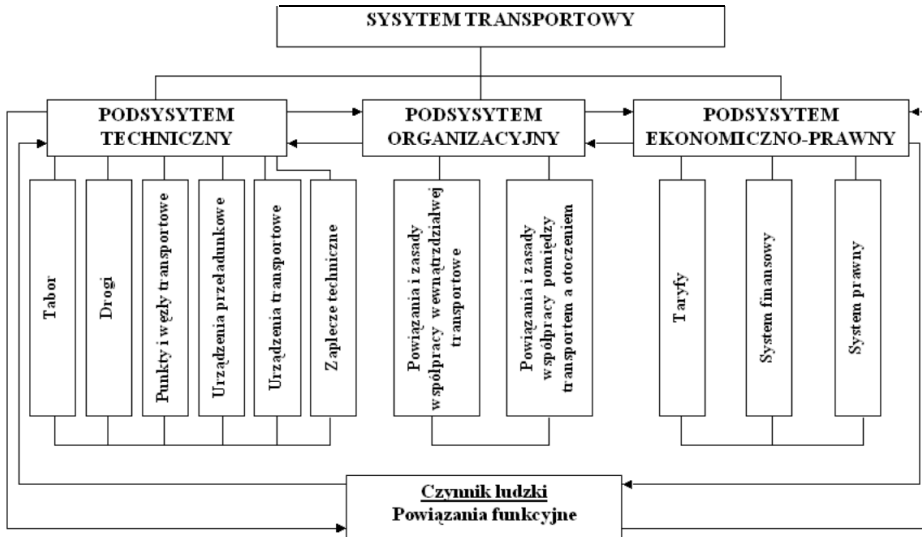 SYSYTEM TRANSPORTOWY
PODSYSYTEM
TECHNICZNY
PODSYSYTEM
ORGANIZACYJNY
PODSYSYTEM
EKONOMICZNO-PRAWNY
Tabor
Drogi
Punkty i węzły transportowe
Urządzenia przeładunkowe
Urządzenia transportowe
Zaplecze techniczne
Powiązania i zasady
współpracy wewnątrzdziałwej
transportowe
Powiązania i zasady
współpracy pomiędzy
transportem a otoczeniem
Taryfy
System finansowy
System prawny
Czynnik ludzki
Powiązania funkcyjne